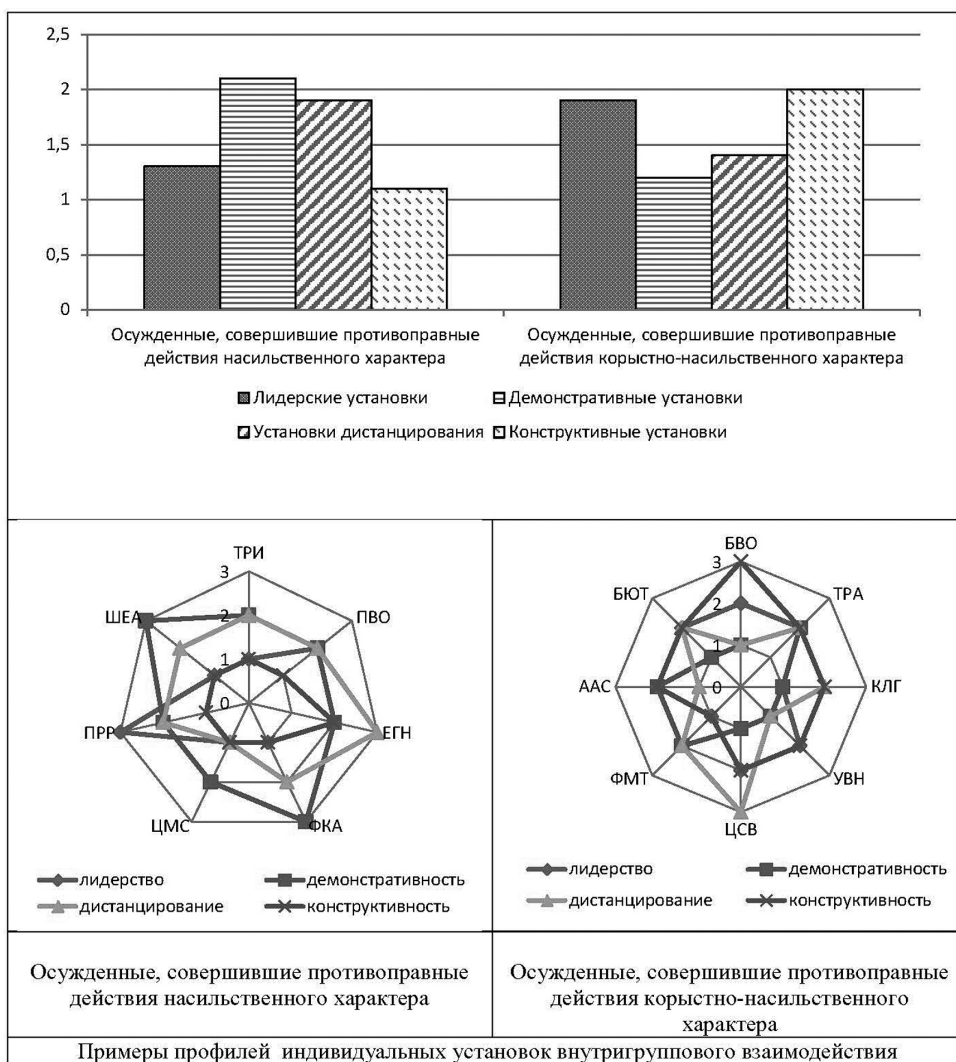 2,5
2
1,5
1
0,5
0
Осужденные, совершившие противоправные
действия насильственного характера
Осужденные, совершившие противоправные
действия корыстно-насильственного характера
Лидерские установки
Демонстративные установки
Установки дистанцирования
Конструктивные установки
ТРИ
3
ШЕА
2
ПВО
1
0
ПРР
ЕГН
ЦМС
ФКА
лидерство
демонстративность
дистанцирование
конструктивность
БВО
3
БЮТ
2
ТРА
1
ААС
0
КЛГ
ФМТ
УВН
ЦСВ
лидерство
демонстративность
дистанцирование
конструктивность
Осужденные, совершившие противоправные
действия насильственного характера
Осужденные, совершившие противоправные
действия корыстно-насильственного
характера
Примеры профилей индивидуальных установок внутригруппового взаимодействия